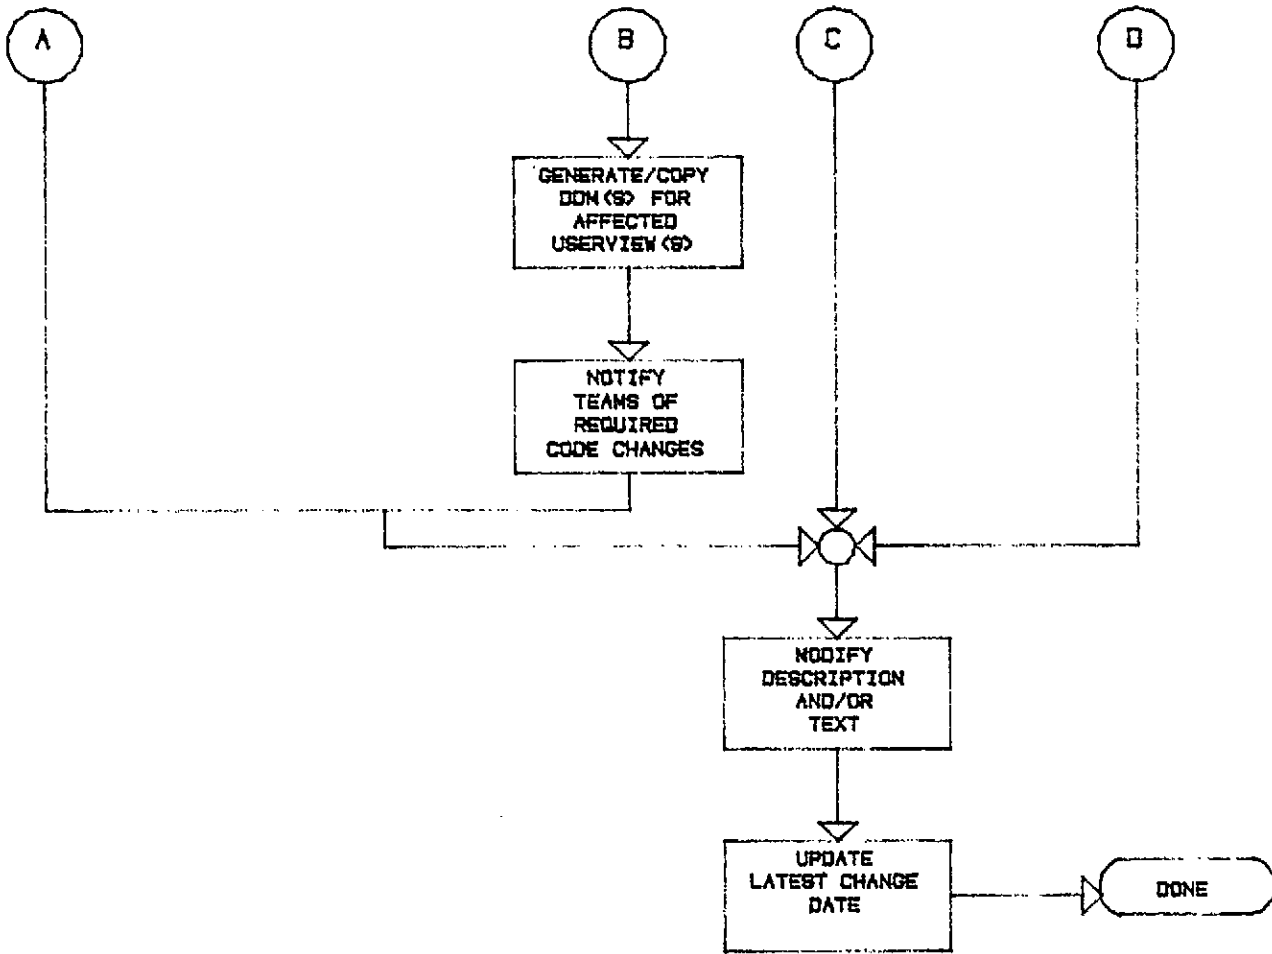 A
B
C
D
GENERATE/COPY
DDM(S) FOR
AFFECTED
USERVIEW(S)
NOTIFY
TEAMS OF
REQUIRED
CODE CHANGES
MODIFY
DESCRIPTION
AND/OR
TEXT
UPDATE
LATEST CHANGE
DATE
DONE